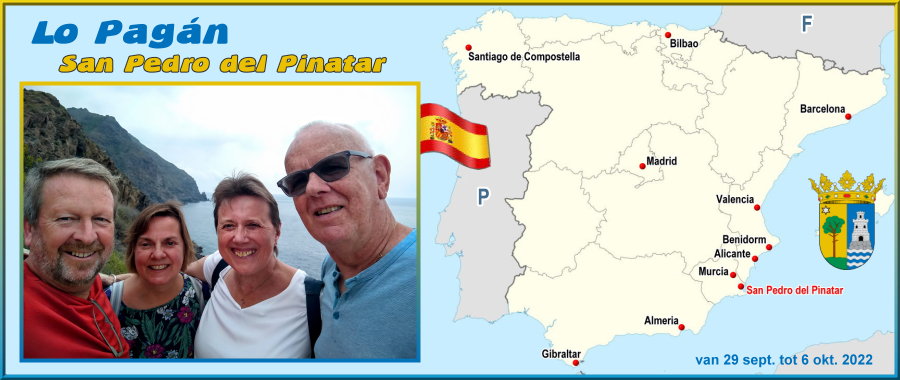 Lo Pagán
San Pedro del Pinatar
F
Bilbao
Santiago de Compostella
Barcelona
Madrid
P
Valencia
Benidorm
Alicante
Murcia
San Pedro del Pinatar
Almeria
Gibraltar
van 29 sept. tot 6 okt. 2022